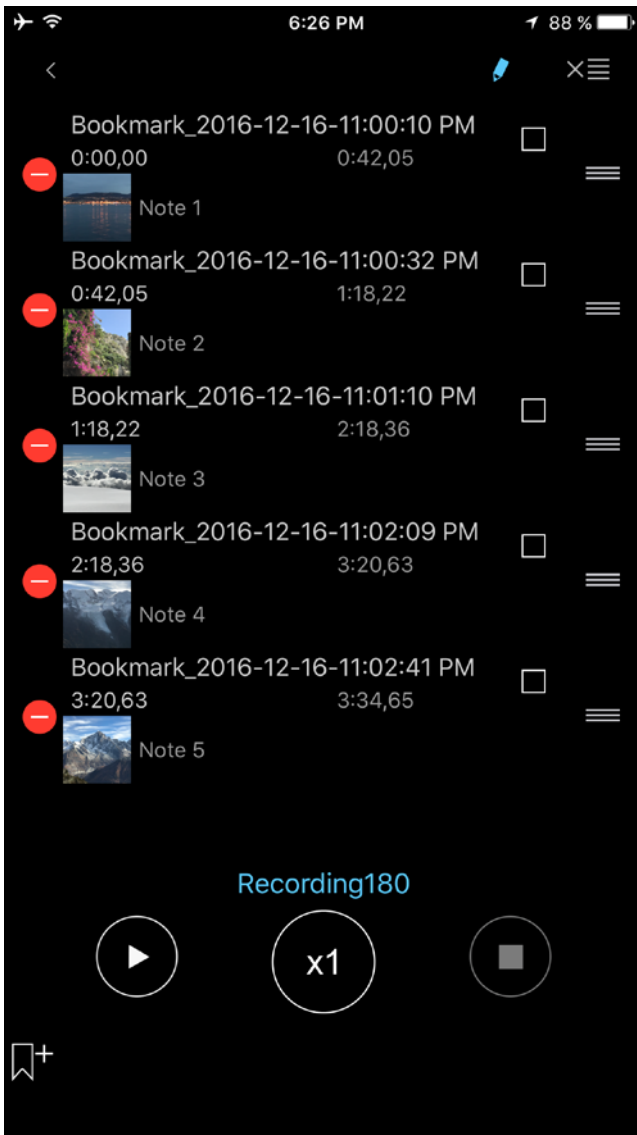 6:26 PM 88 %
Bookmark_2016-12-16-11:00:10 PM
0:00,00 0:42,05
Note 1
Bookmark_2016-12-16-11:00:32 PM
0:42,05 1:18,22
Note 2
Bookmark_2016-12-16-11:01:10 PM
1:18,22 2:18,36
Note 3
Bookmark_2016-12-16-11:02:09 PM
2:18,36 3:20,63
Note 4
Bookmark_2016-12-16-11:02:41 PM
3:20,63 3:34,65
Note 5
Recording180
x1